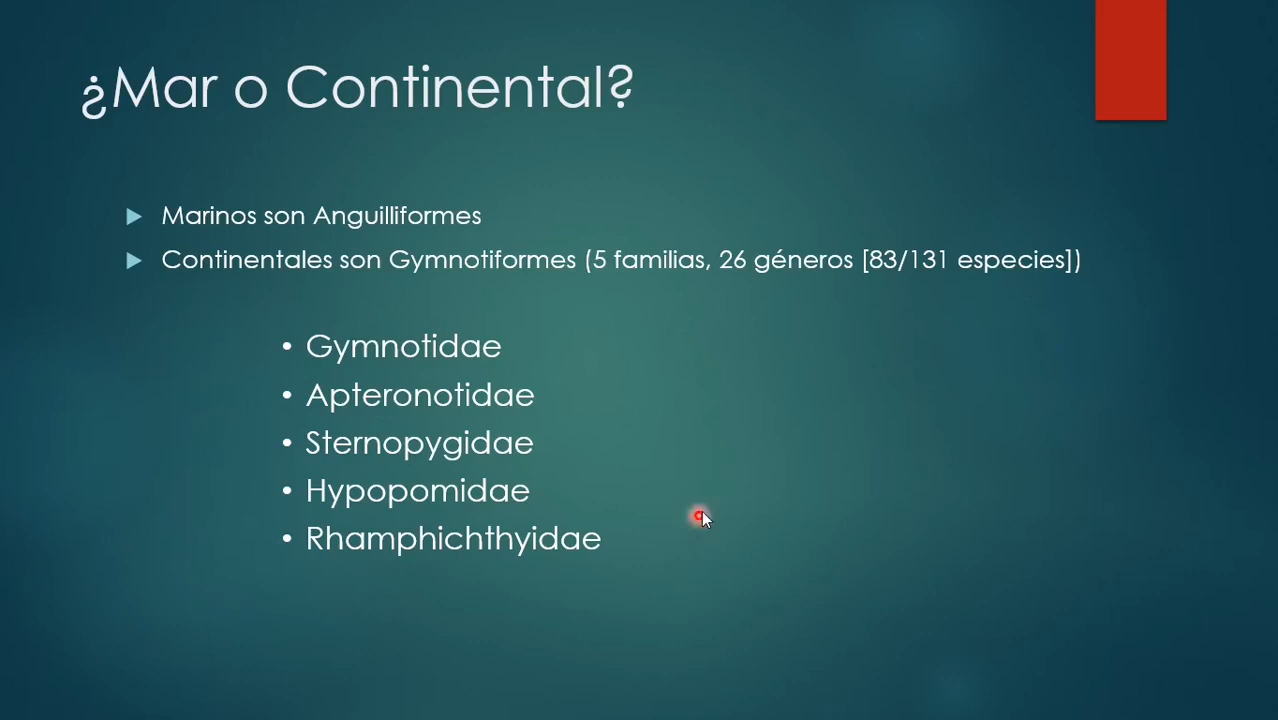 ¿Mar o Continental?
Marinos son Anguilliformes
Continentales son Gymnotiformes (5 familias, 26 géneros [83/131 especies])
• Gymnotidae
• Apteronotidae
• Sternopygidae
• Hypopomidae
• Rhamphichthyidae